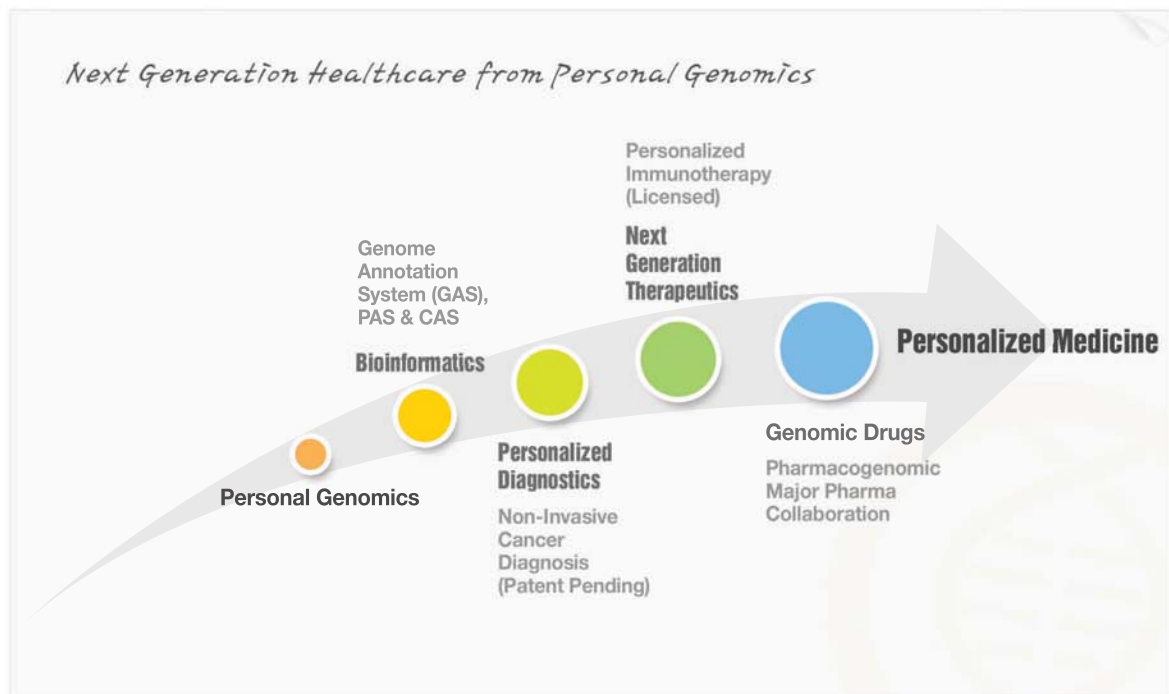 Next Generation Healthcare from Personal Genomics
Personal Genomics
Genome
Annotation
System (GAS),
PAS & CAS
Bioinformatics
Personalized
Diagnostics
Non-Invasive
Cancer
Diagnosis
(Patent Pending)
Personalized
Immunotherapy
(Licensed)
Next
Generation
Therapeutics
Genomic Drugs
Pharmacogenomic
Major Pharma
Collaboration
Personalized Medicine